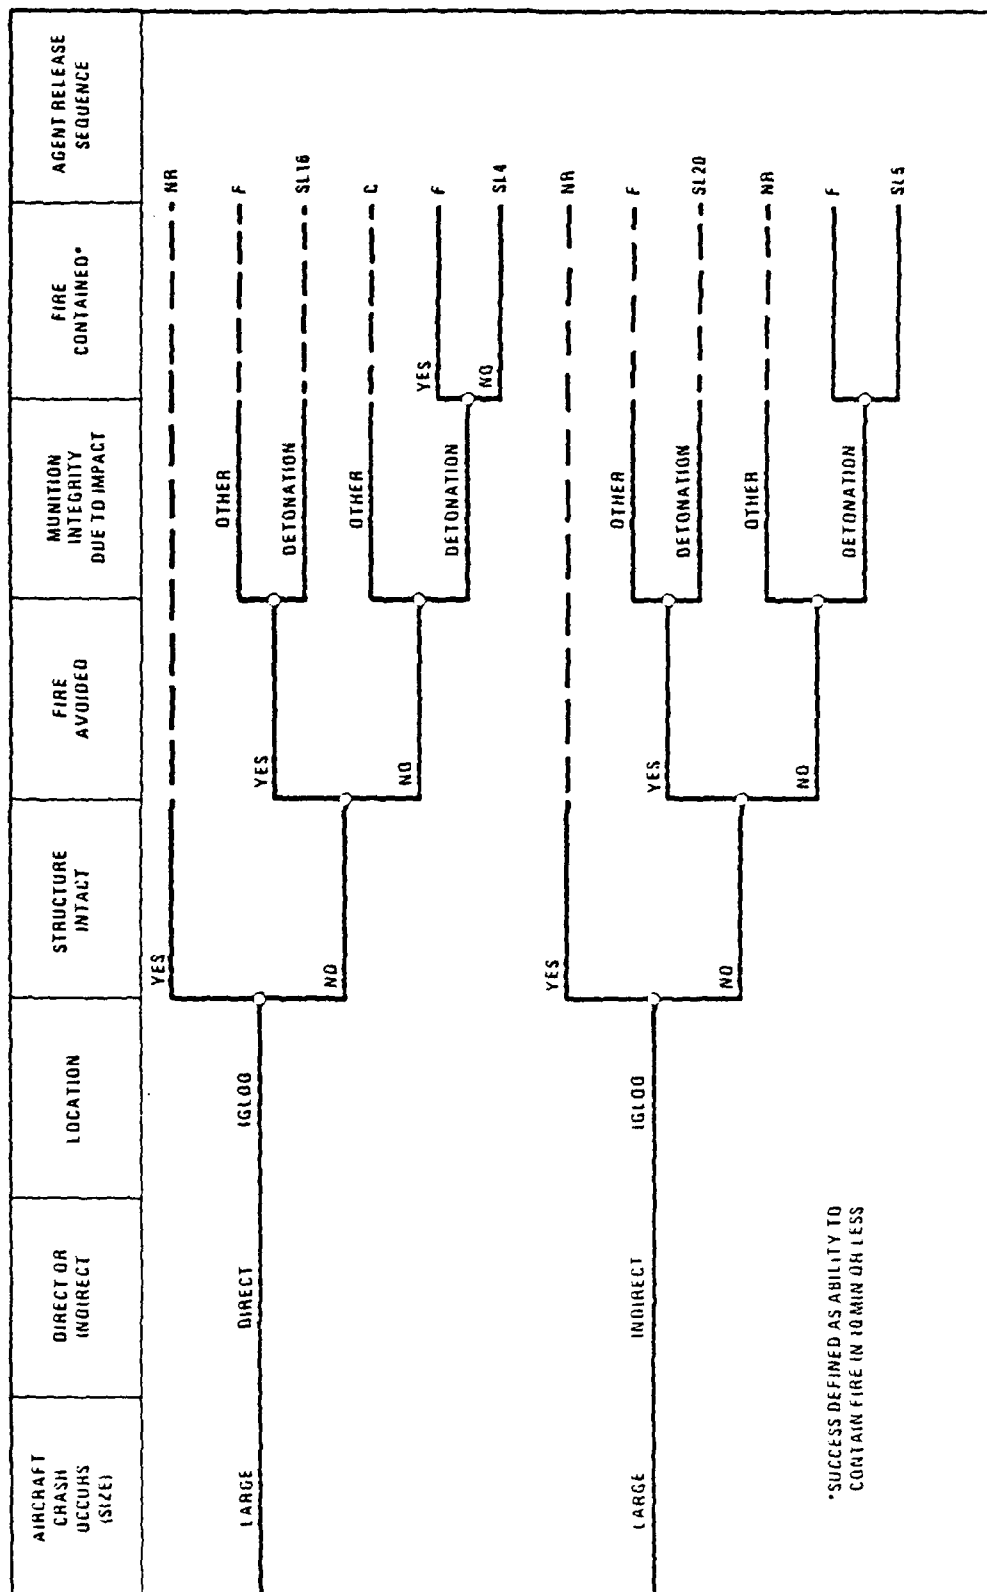 AIRCRAFT
CRASH
OCCURS
(SIZE)
DIRECT OR
INDIRECT
LOCATION
STRUCTURE
INTACT
FIRE
AVOIDED
MUNITION
INTEGRITY
DUE TO IMPACT
FIRE
CONTAINED*
AGENT RELEASE
SEQUENCE
LARGE
DIRECT
IGLOO
YES
NR
NO
YES
OTHER
F
DETONATION
SL16
NO
OTHER
C
DETONATION
YES
F
NO
SL4
LARGE
INDIRECT
IGLOO
YES
NR
NO
YES
OTHER
F
DETONATION
SL20
NO
OTHER
NR
DETONATION
F
SL5
*SUCCESS DEFINED AS ABILITY TO
CONTAIN FIRE IN 10 MIN OR LESS